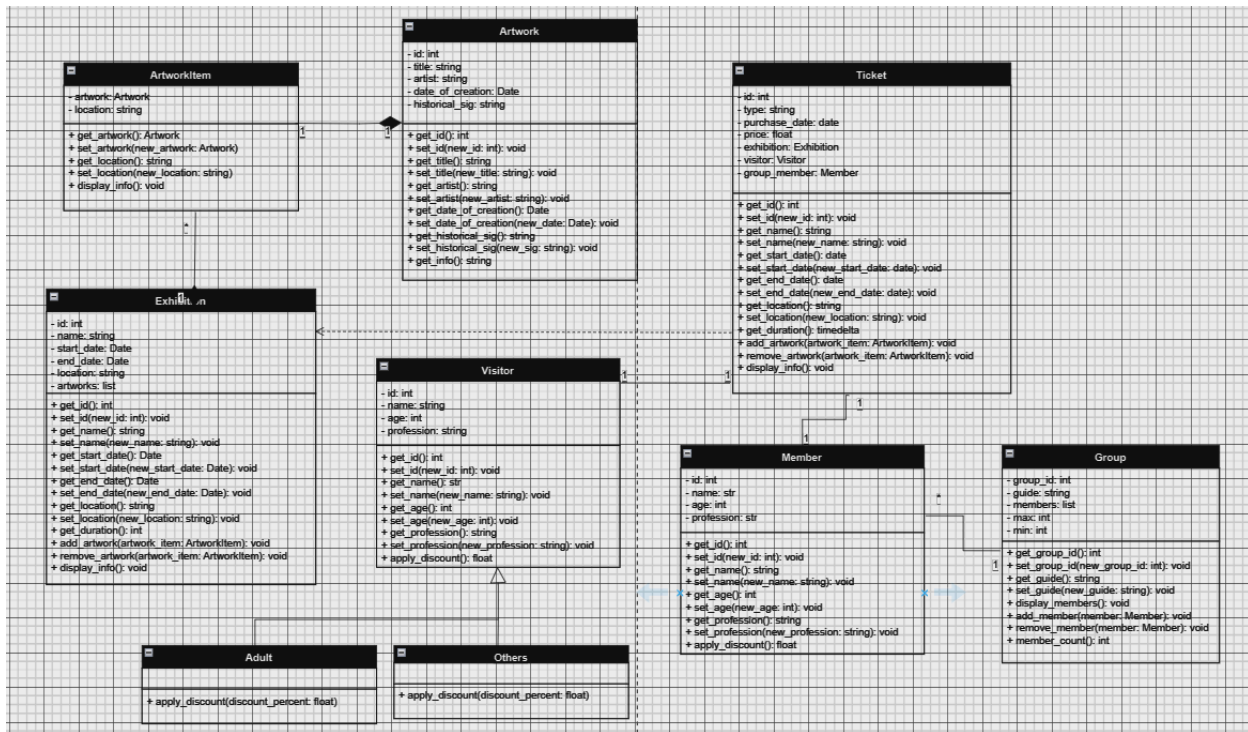 Artwork
- id: int
- title: string
- artist: string
- date_of_creation: Date
- historical_sig: string
+ get_id(): int
+ set_id(new_id: int): void
+ get_title(): string
+ set_title(new_title: string): void
+ get_artist(): string
+ set_artist(new_artist: string): void
+ get_date_of_creation(): Date
+ set_date_of_creation(new_date: Date): void
+ get_historical_sig(): string
+ set_historical_sig(new_sig: string): void
+ get_info(): string
ArtworkItem
- artwork: Artwork
- location: string
+ get_artwork(): Artwork
+ set_artwork(new_artwork: Artwork)
+ get_location(): string
+ set_location(new_location: string)
+ display_info(): void
1
1
*
1
Ticket
- id: int
- type: string
- purchase_date: date
- price: float
- exhibition: Exhibition
- visitor: Visitor
- group_member: Member
+ get_id(): int
+ set_id(new_id: int): void
+ get_name(): string
+ set_name(new_name: string): void
+ get_start_date(): date
+ set_start_date(new_start_date: date): void
+ get_end_date(): date
+ set_end_date(new_end_date: date): void
+ get_location(): string
+ set_location(new_location: string): void
+ get_duration(): timedelta
+ add_artwork(artwork_item: ArtworkItem): void
+ remove_artwork(artwork_item: ArtworkItem): void
+ display_info(): void
Exhibition
- id: int
- name: string
- start_date: Date
- end_date: Date
- location: string
- artworks: list
+ get_id(): int
+ set_id(new_id: int): void
+ get_name(): string
+ set_name(new_name: string): void
+ get_start_date(): Date
+ set_start_date(new_start_date: Date): void
+ get_end_date(): Date
+ set_end_date(new_end_date: Date): void
+ get_location(): string
+ set_location(new_location: string): void
+ get_duration(): int
+ add_artwork(artwork_item: ArtworkItem): void
+ remove_artwork(artwork_item: ArtworkItem): void
+ display_info(): void
Visitor
- id: int
- name: string
- age: int
- profession: string
+ get_id(): int
+ set_id(new_id: int): void
+ get_name(): str
+ set_name(new_name: string): void
+ get_age(): int
+ set_age(new_age: int): void
+ get_profession(): string
+ set_profession(new_profession: string): void
+ apply_discount(): float
1
1
1
1
Member
- id: int
- name: str
- age: int
- profession: str
+ get_id(): int
+ set_id(new_id: int): void
+ get_name(): string
+ set_name(new_name: string): void
+ get_age(): int
+ set_age(new_age: int): void
+ get_profession(): string
+ set_profession(new_profession: string): void
+ apply_discount(): float
*
1
Group
- group_id: int
- guide: string
- members: list
- max: int
- min: int
+ get_group_id(): int
+ set_group_id(new_group_id: int): void
+ get_guide(): string
+ set_guide(new_guide: string): void
+ display_members(): void
+ add_member(member: Member): void
+ remove_member(member: Member): void
+ member_count(): int
Adult
+ apply_discount(discount_percent: float)
Others
+ apply_discount(discount_percent: float)